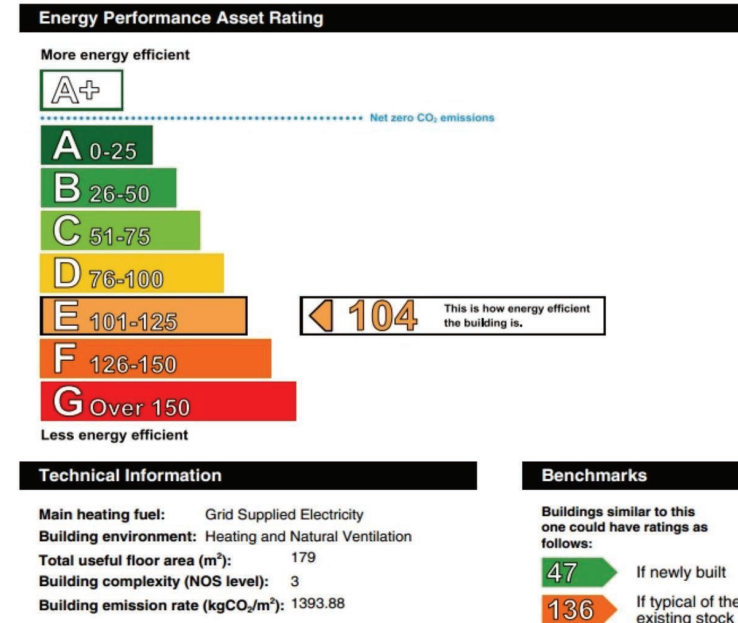 Energy Performance Asset Rating
More energy efficient
A+
Net zero CO₂ emissions
A 0-25
B 26-50
C 51-75
D 76-100
E 101-125
104 This is how energy efficient
the building is.
F 126-150
G Over 150
Less energy efficient
Technical Information
Main heating fuel: Grid Supplied Electricity
Building environment: Heating and Natural Ventilation
Total useful floor area (m²): 179
Building complexity (NOS level): 3
Building emission rate (kgCO₂/m²): 1393.88
Benchmarks
Buildings similar to this
one could have ratings as
follows:
47 If newly built
136 If typical of the
existing stock